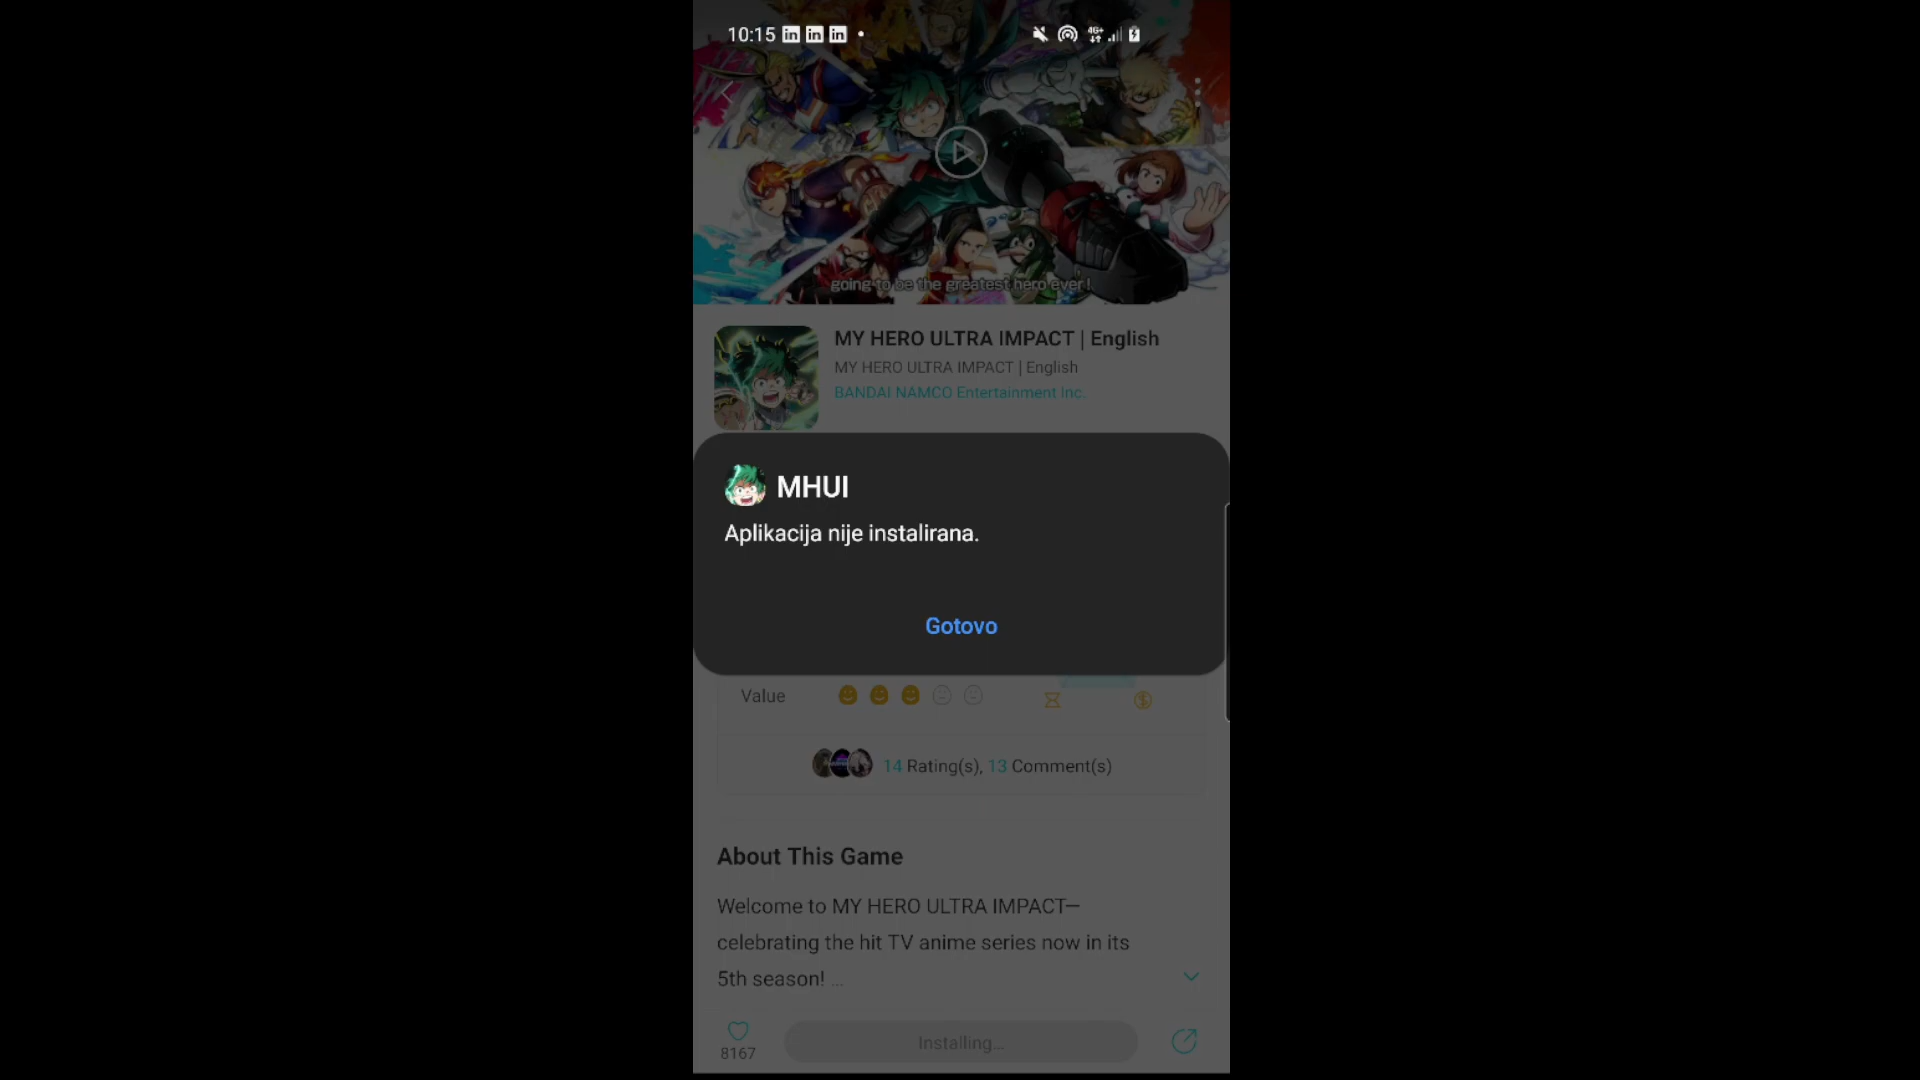 10:15
4G+
going to be the greatest hero ever!
MY HERO ULTRA IMPACT | English
MY HERO ULTRA IMPACT | English
BANDAI NAMCO Entertainment Inc.
MHUI
Aplikacija nije instalirana.
Gotovo
Value
14 Rating(s), 13 Comment(s)
About This Game
Welcome to MY HERO ULTRA IMPACT—
celebrating the hit TV anime series now in its
5th season! ...
8167
Installing...